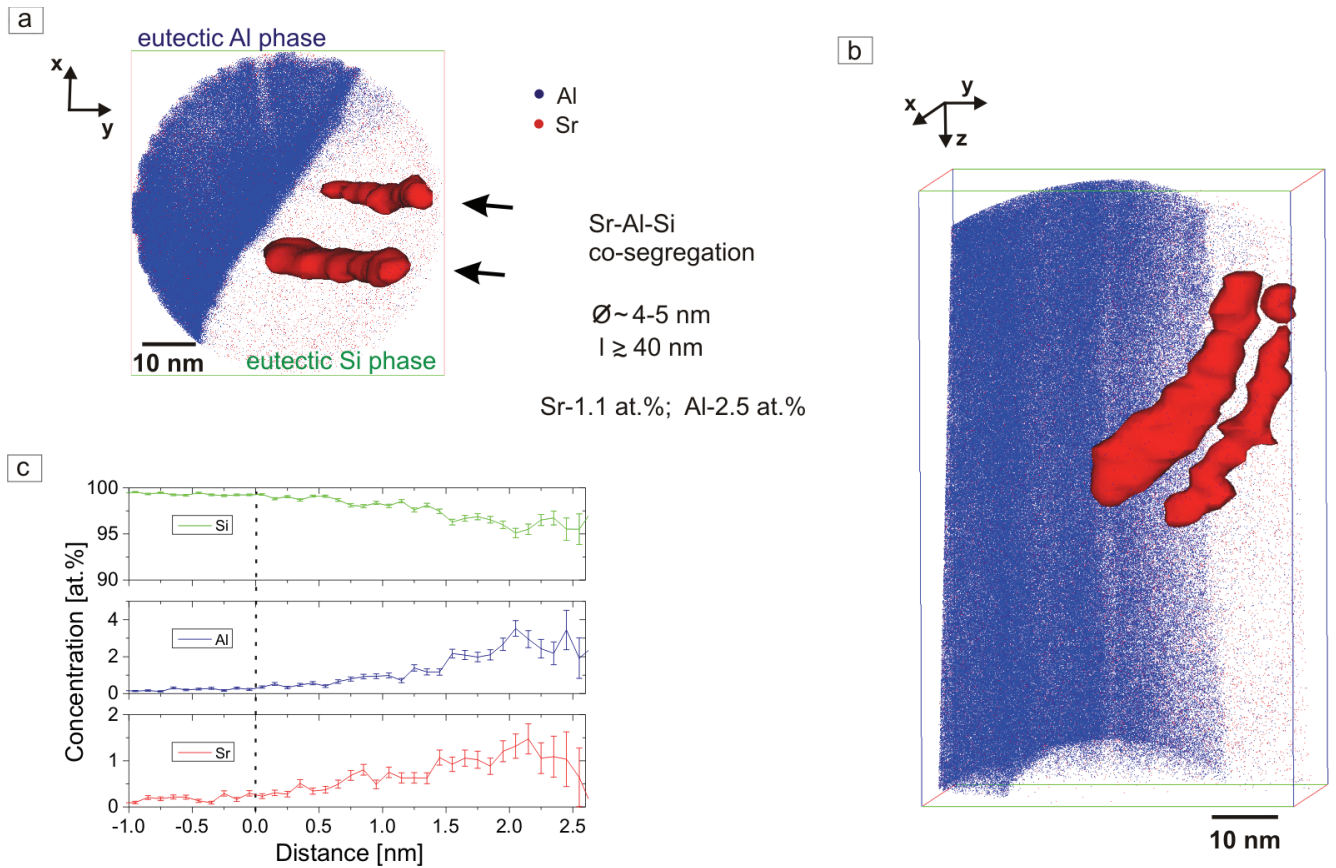 a
eutectic Al phase
x
y
Al
Sr
Sr-Al-Si
co-segregation
Ø ~ 4-5 nm
l ≳ 40 nm
Sr-1.1 at.%; Al-2.5 at.%
10 nm
eutectic Si phase
b
x
y
z
10 nm
c
Concentration [at.%]
100
95
90
Si
4
2
0
Al
2
1
0
Sr
-1.0 -0.5 0.0 0.5 1.0 1.5 2.0 2.5
Distance [nm]